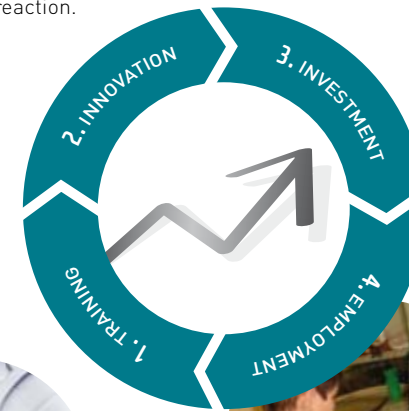 reaction.
1. TRAINING
2. INNOVATION
3. INVESTMENT
4. EMPLOYMENT